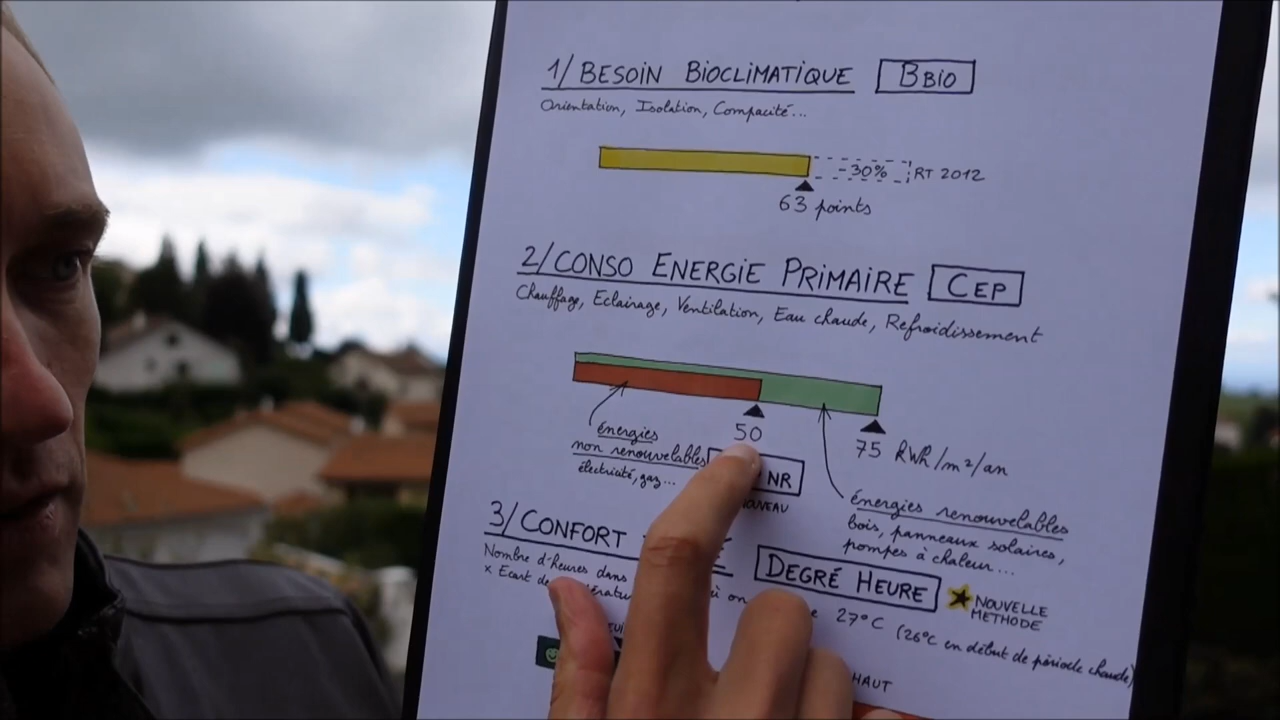 1/ BESOIN BIOCLIMATIQUE BBIO
Orientation, Isolation, Compacité...
-30% RT 2012
63 points
2/ CONSO ENERGIE PRIMAIRE CEP
Chauffage, Eclairage, Ventilation, Eau chaude, Refroidissement
50
75 kWh/m²/an
énergies
non renouvelables
électricité, gaz...
NR
énergies renouvelables
bois, panneaux solaires,
pompes à chaleur...
3/ CONFORT
DEGRÉ HEURE
NOUVELLE
METHODE
Nombre d'heures dans
x Ecart de 27°C (26°C en début de période chaude)
HAUT